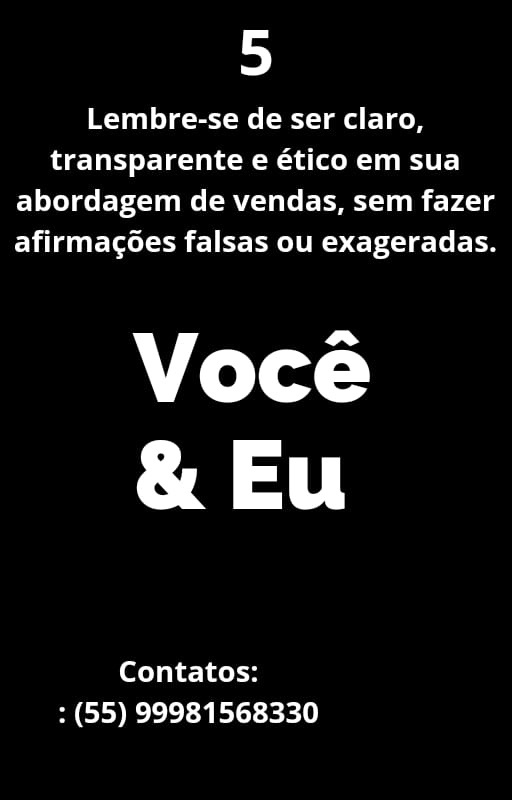 5
Lembre-se de ser claro,
transparente e ético em sua
abordagem de vendas, sem fazer
afirmações falsas ou exageradas.
Você
& Eu
Contatos:
: (55) 99981568330